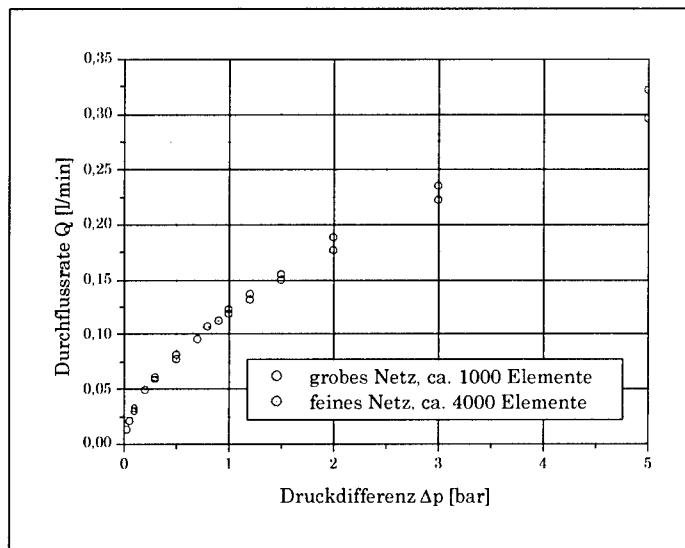 0,35
0,30
0,25
0,20
0,15
0,10
0,05
0,00
Durchflussrate Q [l/min]
grobes Netz, ca. 1000 Elemente
feines Netz, ca. 4000 Elemente
0 1 2 3 4 5
Druckdifferenz Δp [bar]